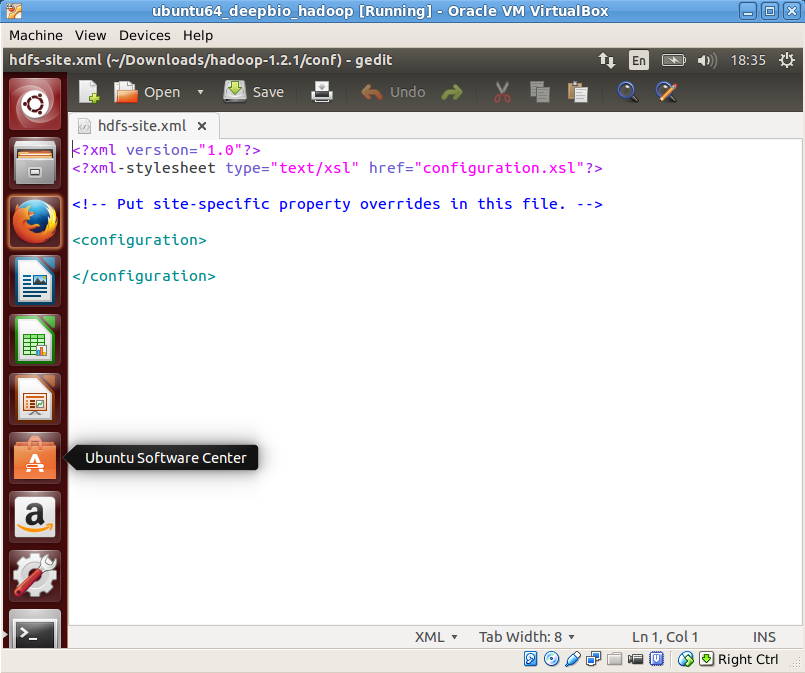 ubuntu64_deepbio_hadoop [Running] - Oracle VM VirtualBox
Machine View Devices Help
hdfs-site.xml (~/Downloads/hadoop-1.2.1/conf) - gedit En 18:35
Open Save Undo
hdfs-site.xml
<?xml version="1.0"?>
<?xml-stylesheet type="text/xsl" href="configuration.xsl"?>
<!-- Put site-specific property overrides in this file. -->
<configuration>
</configuration>
Ubuntu Software Center
a
>_
XML Tab Width: 8 Ln 1, Col 1 INS
Right Ctrl